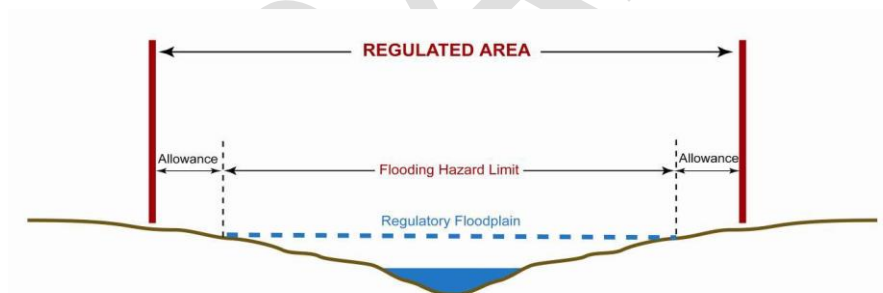 REGULATED AREA
Allowance
Allowance
Flooding Hazard Limit
Regulatory Floodplain